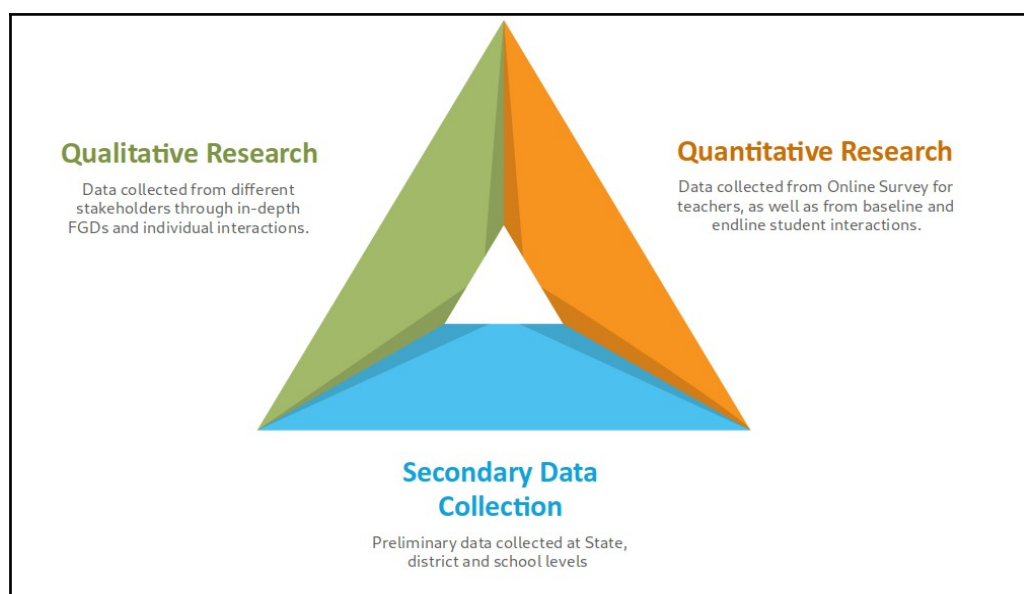 Qualitative Research
Data collected from different
stakeholders through in-depth
FGDs and individual interactions.
Quantitative Research
Data collected from Online Survey for
teachers, as well as from baseline and
endline student interactions.
Secondary Data
Collection
Preliminary data collected at State,
district and school levels